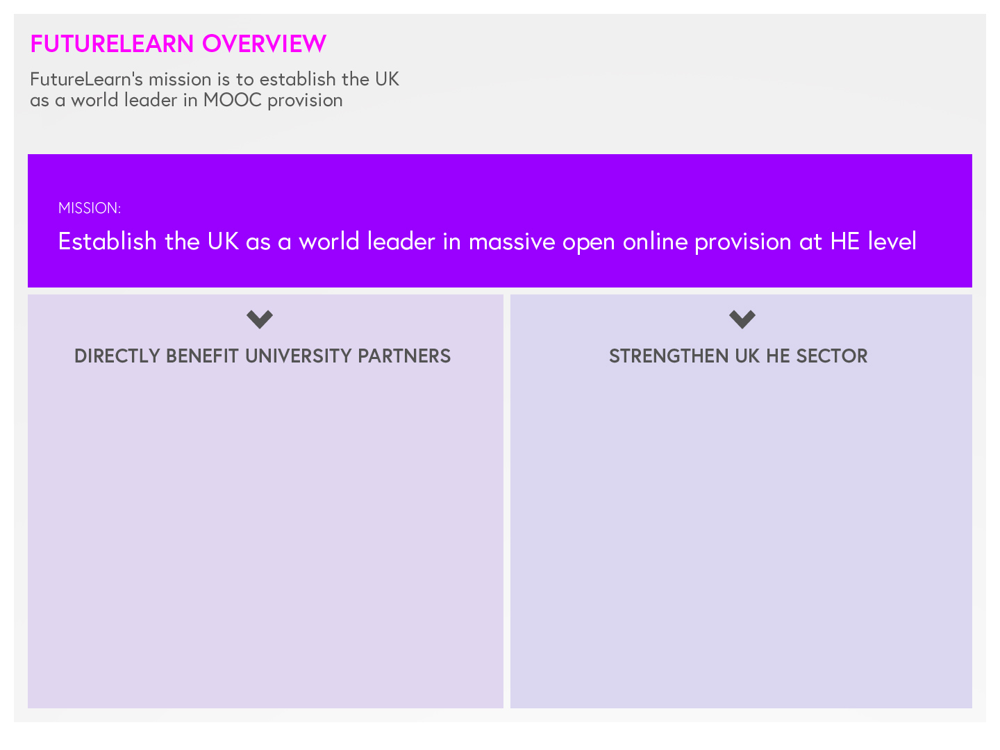 FUTURELEARN OVERVIEW
FutureLearn's mission is to establish the UK
as a world leader in MOOC provision
MISSION:
Establish the UK as a world leader in massive open online provision at HE level
DIRECTLY BENEFIT UNIVERSITY PARTNERS
STRENGTHEN UK HE SECTOR